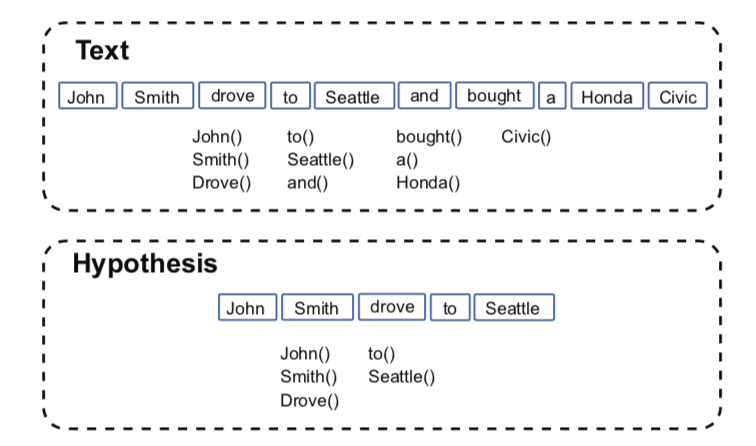 Text
John Smith drove to Seattle and bought a Honda Civic
John() to() bought() Civic()
Smith() Seattle() a()
Drove() and() Honda()
Hypothesis
John Smith drove to Seattle
John() to()
Smith() Seattle()
Drove()